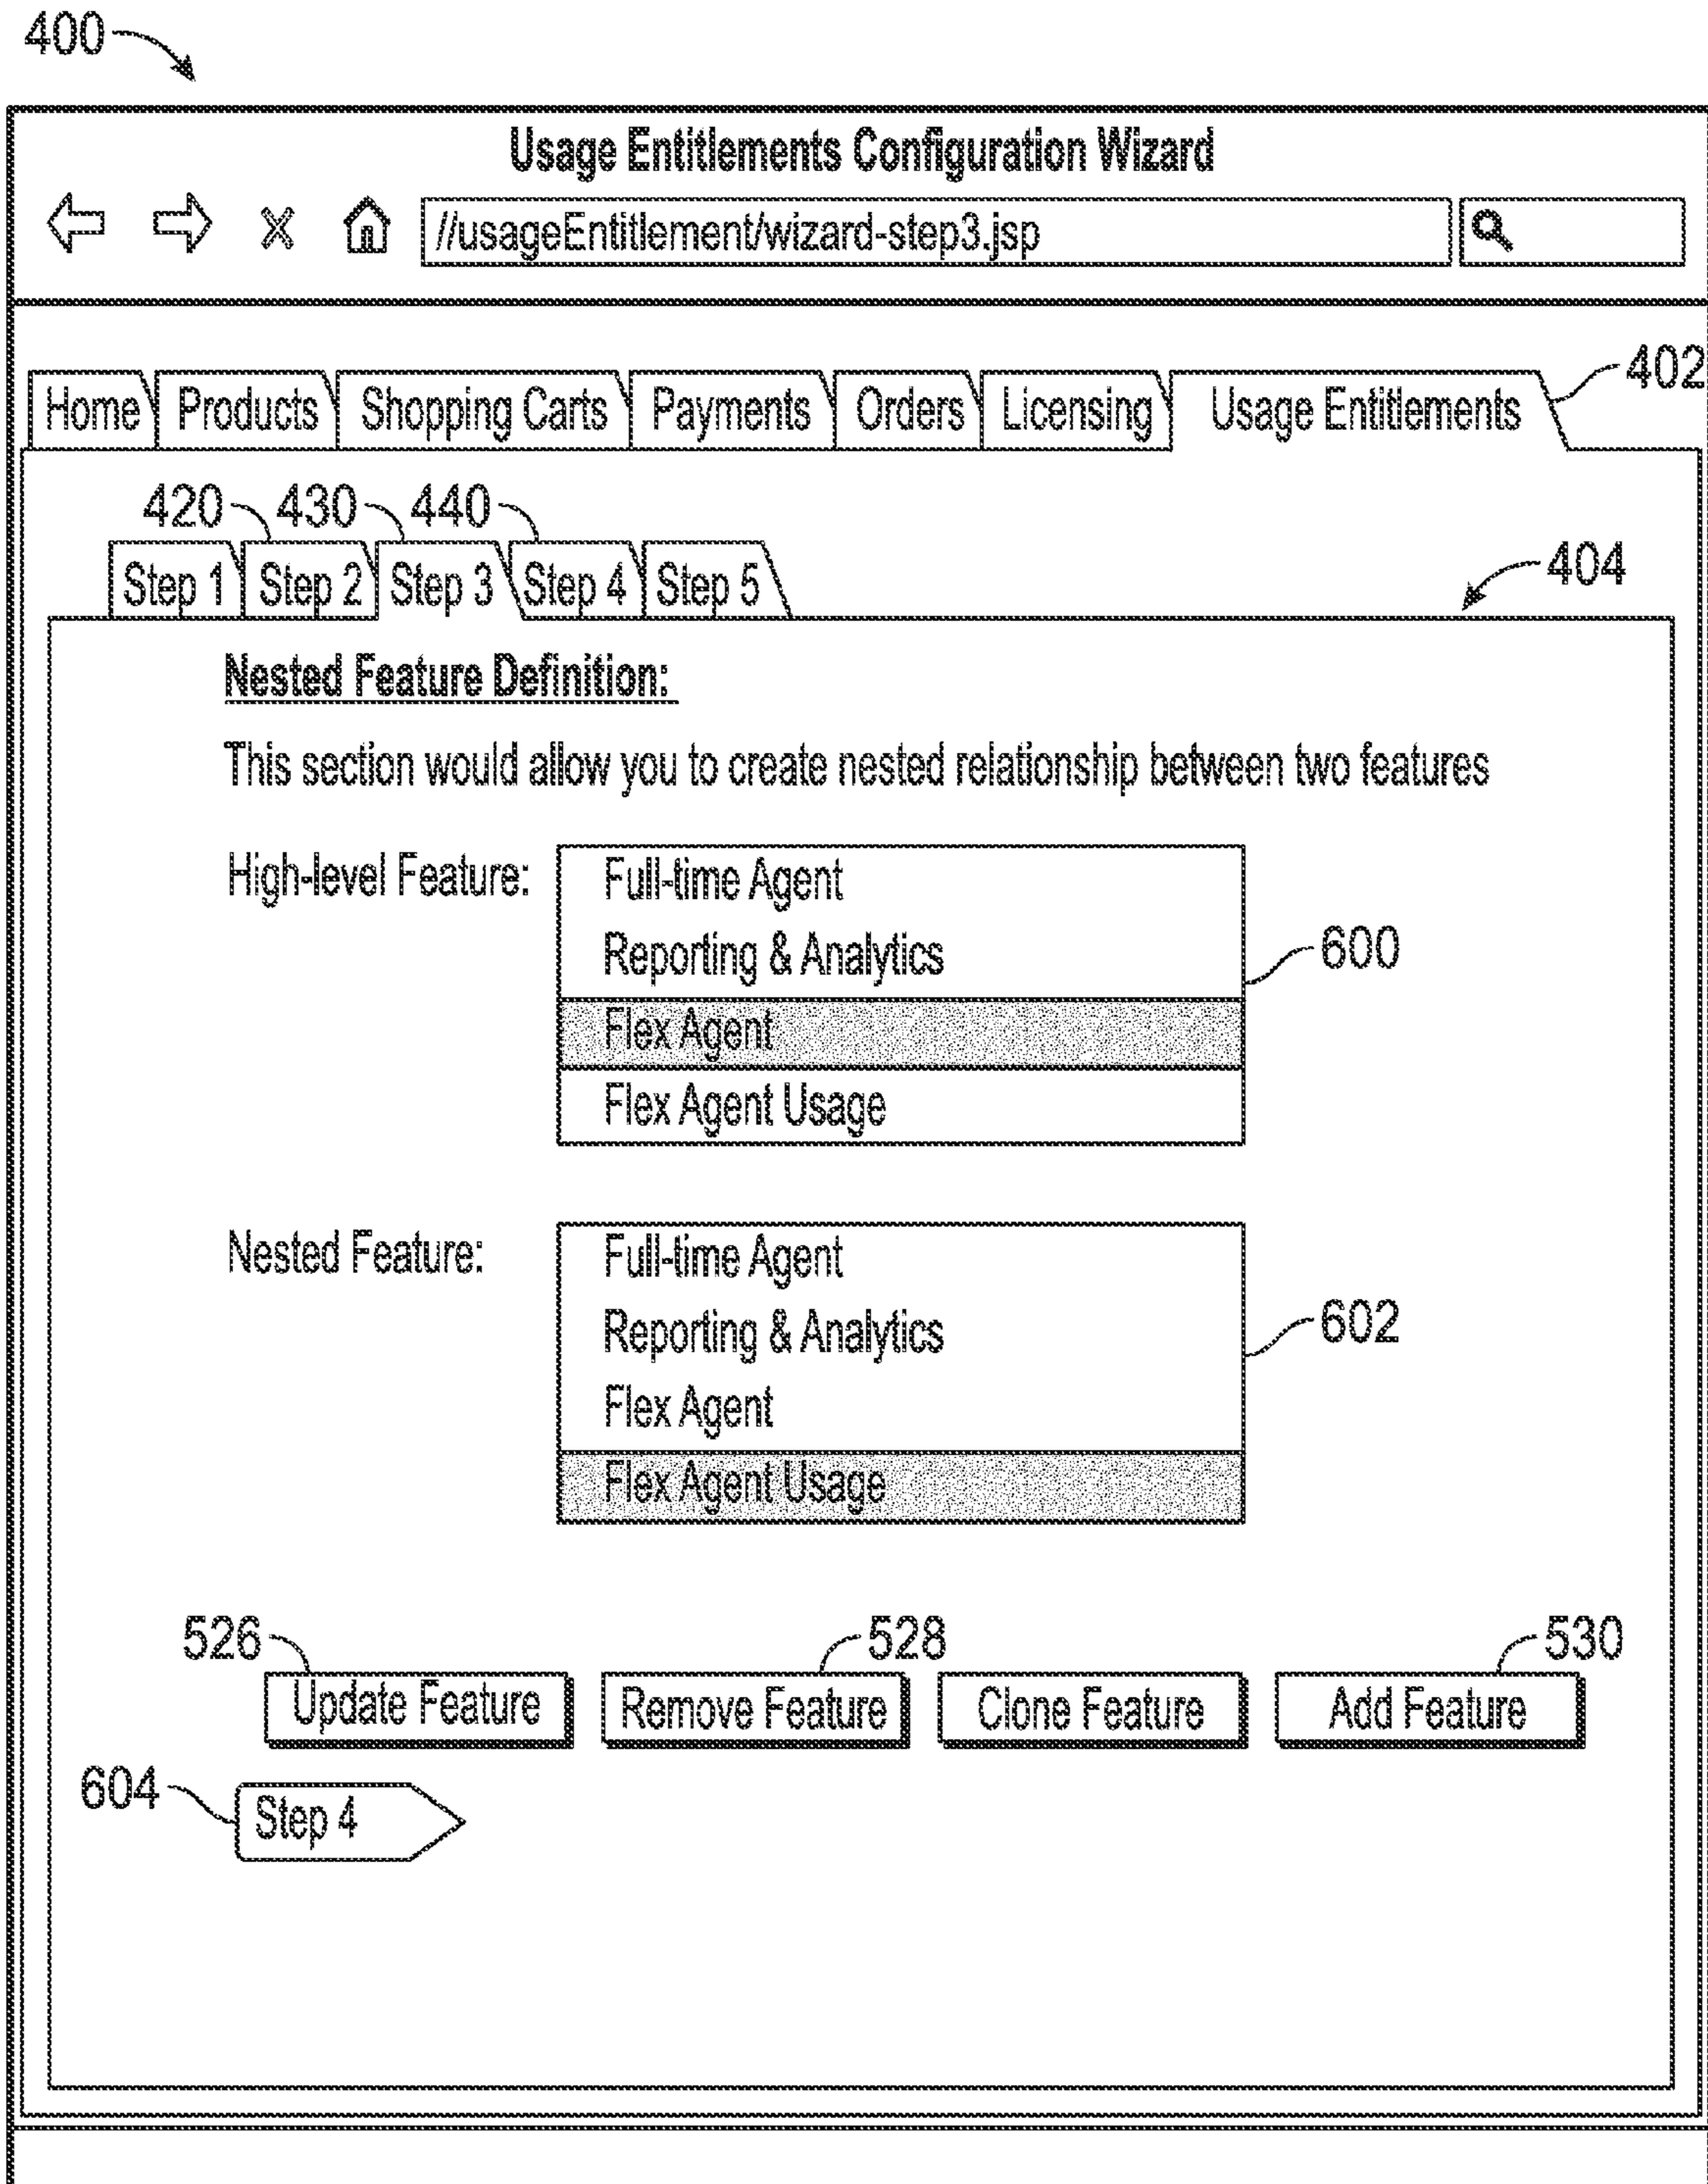 400
Usage Entitlements Configuration Wizard
//usageEntitlement/wizard-step3.jsp
402
Home Products Shopping Carts Payments Orders Licensing Usage Entitlements
420 430 440
404
Step 1 Step 2 Step 3 Step 4 Step 5
Nested Feature Definition:
This section would allow you to create nested relationship between two features
High-level Feature: Full-time Agent
Reporting & Analytics
600
Flex Agent
Flex Agent Usage
Nested Feature: Full-time Agent
Reporting & Analytics
602
Flex Agent
Flex Agent Usage
526 528 530
Update Feature Remove Feature Clone Feature Add Feature
604
Step 4